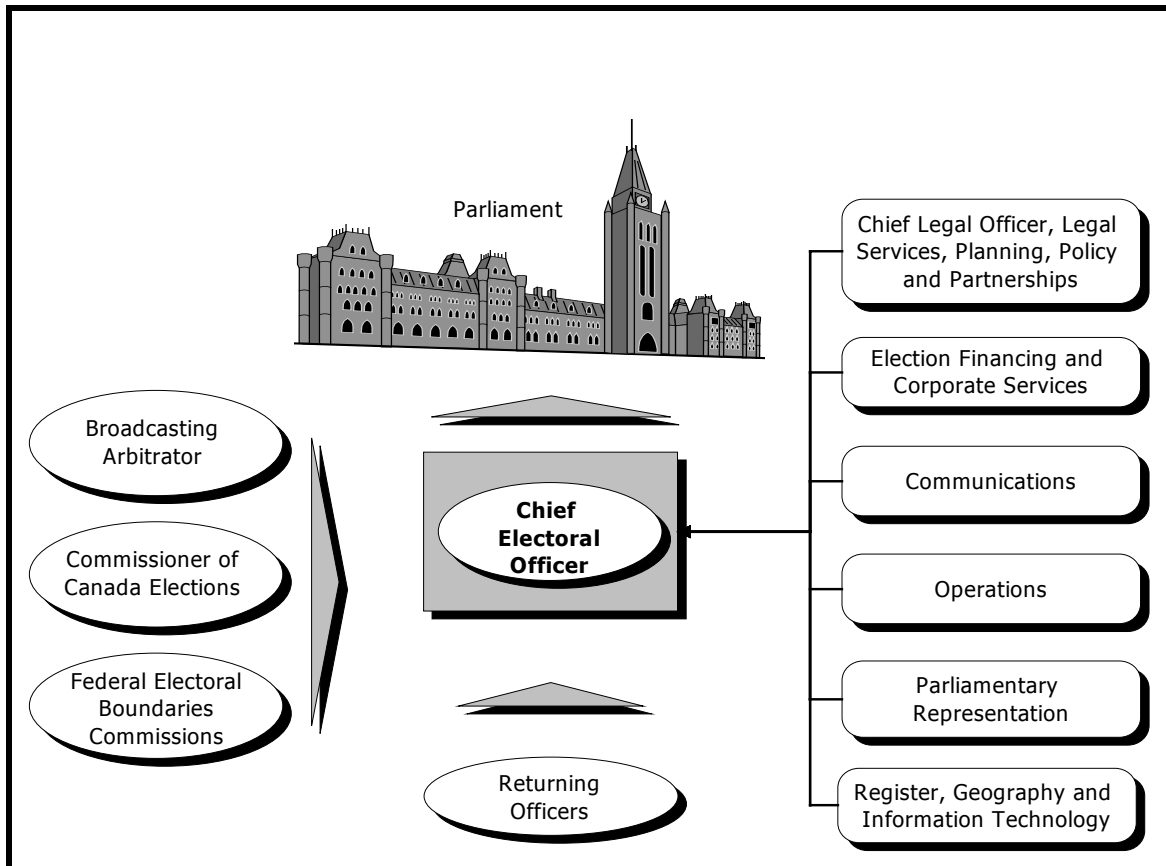 Parliament
Broadcasting
Arbitrator
Commissioner of
Canada Elections
Federal Electoral
Boundaries
Commissions
Chief
Electoral
Officer
Returning
Officers
Chief Legal Officer, Legal
Services, Planning, Policy
and Partnerships
Election Financing and
Corporate Services
Communications
Operations
Parliamentary
Representation
Register, Geography and
Information Technology